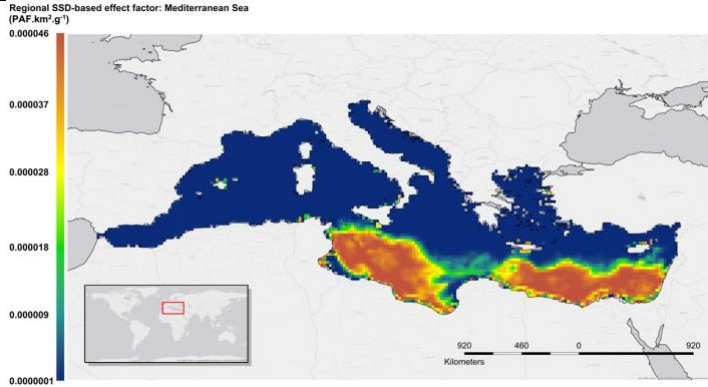 Regional SSD-based effect factor: Mediterranean Sea
(PAF.km².g⁻¹)
0.000046
0.000037
0.000028
0.000018
0.000009
0.0000001
920 460 0 920
Kilometers